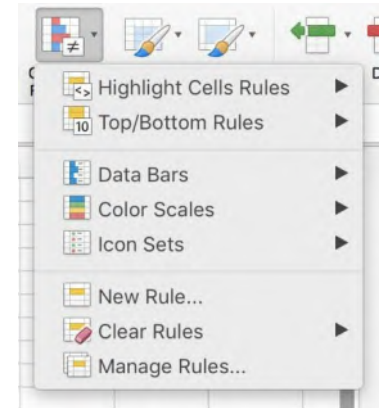 Highlight Cells Rules
Top/Bottom Rules
Data Bars
Color Scales
Icon Sets
New Rule...
Clear Rules
Manage Rules...